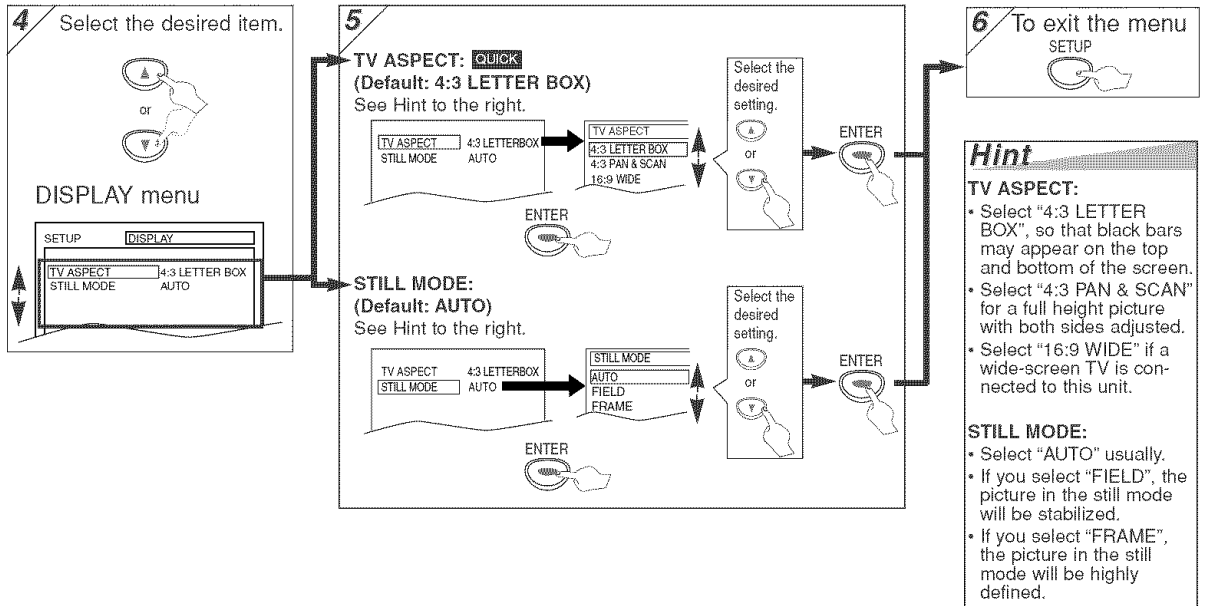 4 Select the desired item.
or
DISPLAY menu
SETUP DISPLAY
TV ASPECT 4:3 LETTER BOX
STILL MODE AUTO
5
TV ASPECT: QUICK
(Default: 4:3 LETTER BOX)
See Hint to the right.
TV ASPECT 4:3 LETTERBOX
STILL MODE AUTO
ENTER
TV ASPECT
4:3 LETTER BOX
4:3 PAN & SCAN
16:9 WIDE
Select the
desired
setting.
or
ENTER
STILL MODE:
(Default: AUTO)
See Hint to the right.
TV ASPECT 4:3 LETTERBOX
STILL MODE AUTO
ENTER
STILL MODE
AUTO
FIELD
FRAME
Select the
desired
setting.
or
ENTER
6 To exit the menu
SETUP
Hint
TV ASPECT:
• Select “4:3 LETTER
BOX”, so that black bars
may appear on the top
and bottom of the screen.
• Select “4:3 PAN & SCAN”
for a full height picture
with both sides adjusted.
• Select “16:9 WIDE” if a
wide-screen TV is con-
nected to this unit.
STILL MODE:
• Select “AUTO” usually.
• If you select “FIELD”, the
picture in the still mode
will be stabilized.
• If you select “FRAME”,
the picture in the still
mode will be highly
defined.